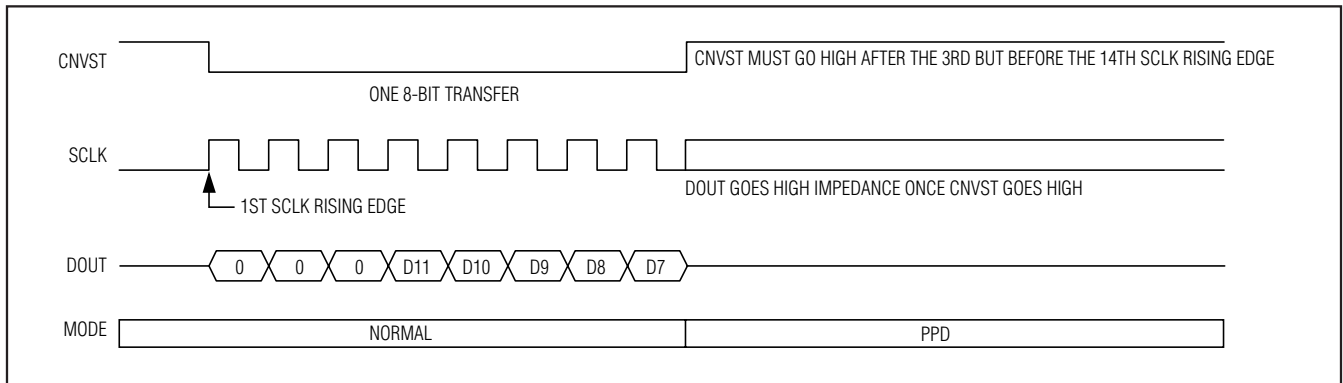 CNVST
CNVST MUST GO HIGH AFTER THE 3RD BUT BEFORE THE 14TH SCLK RISING EDGE
ONE 8-BIT TRANSFER
SCLK
DOUT GOES HIGH IMPEDANCE ONCE CNVST GOES HIGH
1ST SCLK RISING EDGE
DOUT
0 0 0 D11 D10 D9 D8 D7
MODE
NORMAL
PPD